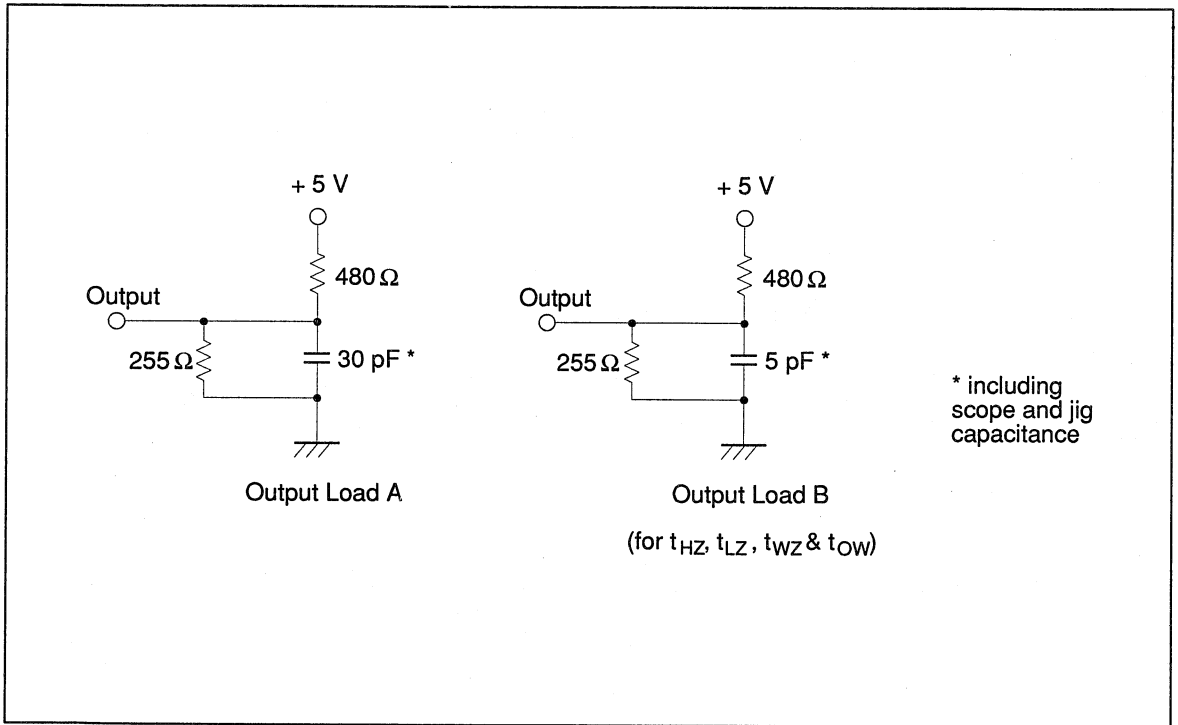 + 5 V
480 Ω
Output
255 Ω
30 pF *
Output Load A
+ 5 V
480 Ω
Output
255 Ω
5 pF *
Output Load B
(for tHZ, tLZ, tWZ & tOW)
* including
scope and jig
capacitance